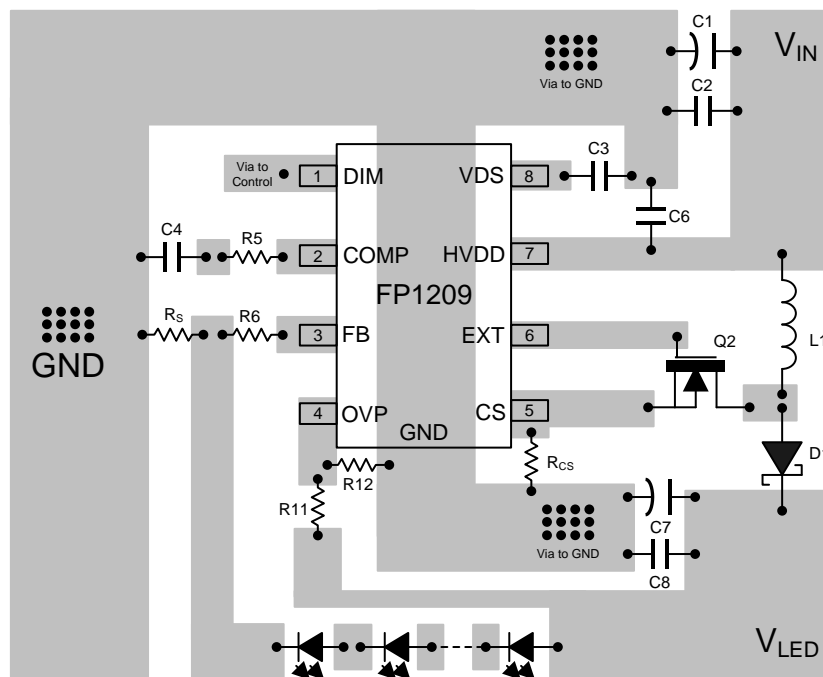 C1
VIN
Via to GND
C2
C3
Via to Control
1 DIM
VDS 8
C6
C4
R5
2 COMP
HVDD 7
FP1209
RS
R6
3 FB
EXT 6
Q2
L1
GND
4 OVP
CS 5
GND
D1
R12
RCS
R11
Via to GND
C7
C8
VLED